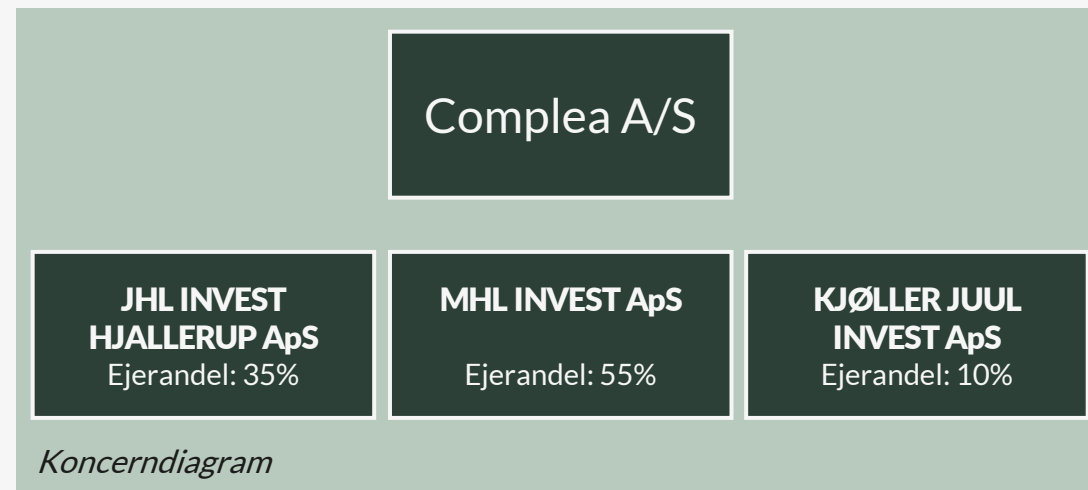 Complea A/S
JHL INVEST
HJALLERUP ApS
Ejerandel: 35%
MHL INVEST ApS
Ejerandel: 55%
KJØLLER JUUL
INVEST ApS
Ejerandel: 10%
Koncerndiagram